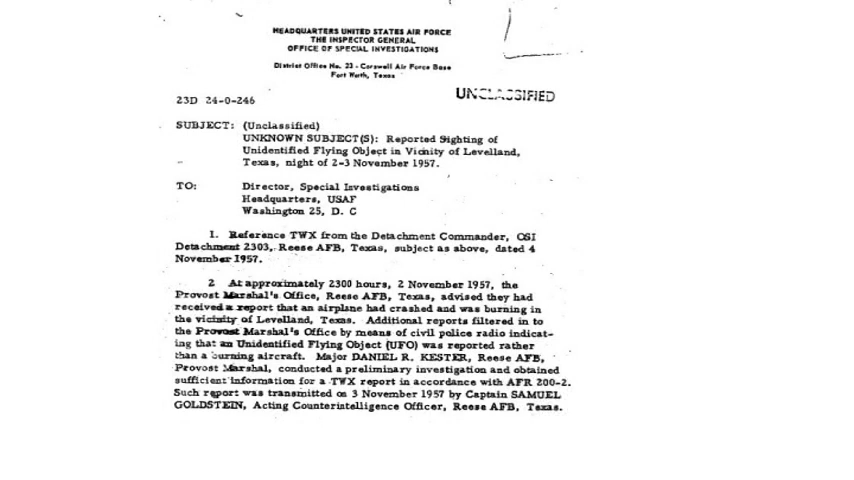 HEADQUARTERS UNITED STATES AIR FORCE
THE INSPECTOR GENERAL
OFFICE OF SPECIAL INVESTIGATIONS
District Office No. 23 - Carswell Air Force Base
Fort Worth, Texas
UNCLASSIFIED
23D 24-0-246
SUBJECT: (Unclassified)
UNKNOWN SUBJECT(S): Reported Sighting of
Unidentified Flying Object in Vicinity of Levelland,
Texas, night of 2-3 November 1957.
TO: Director, Special Investigations
Headquarters, USAF
Washington 25, D. C
1. Reference TWX from the Detachment Commander, OSI
Detachment 2303, Reese AFB, Texas, subject as above, dated 4
November 1957.
2 At approximately 2300 hours, 2 November 1957, the
Provost Marshal's Office, Reese AFB, Texas, advised they had
received a report that an airplane had crashed and was burning in
the vicinity of Levelland, Texas. Additional reports filtered in to
the Provost Marshal's Office by means of civil police radio indicat-
ing that an Unidentified Flying Object (UFO) was reported rather
than a burning aircraft. Major DANIEL R. KESTER, Reese AFB,
Provost Marshal, conducted a preliminary investigation and obtained
sufficient information for a TWX report in accordance with AFR 200-2.
Such report was transmitted on 3 November 1957 by Captain SAMUEL
GOLDSTEIN, Acting Counterintelligence Officer, Reese AFB, Texas.